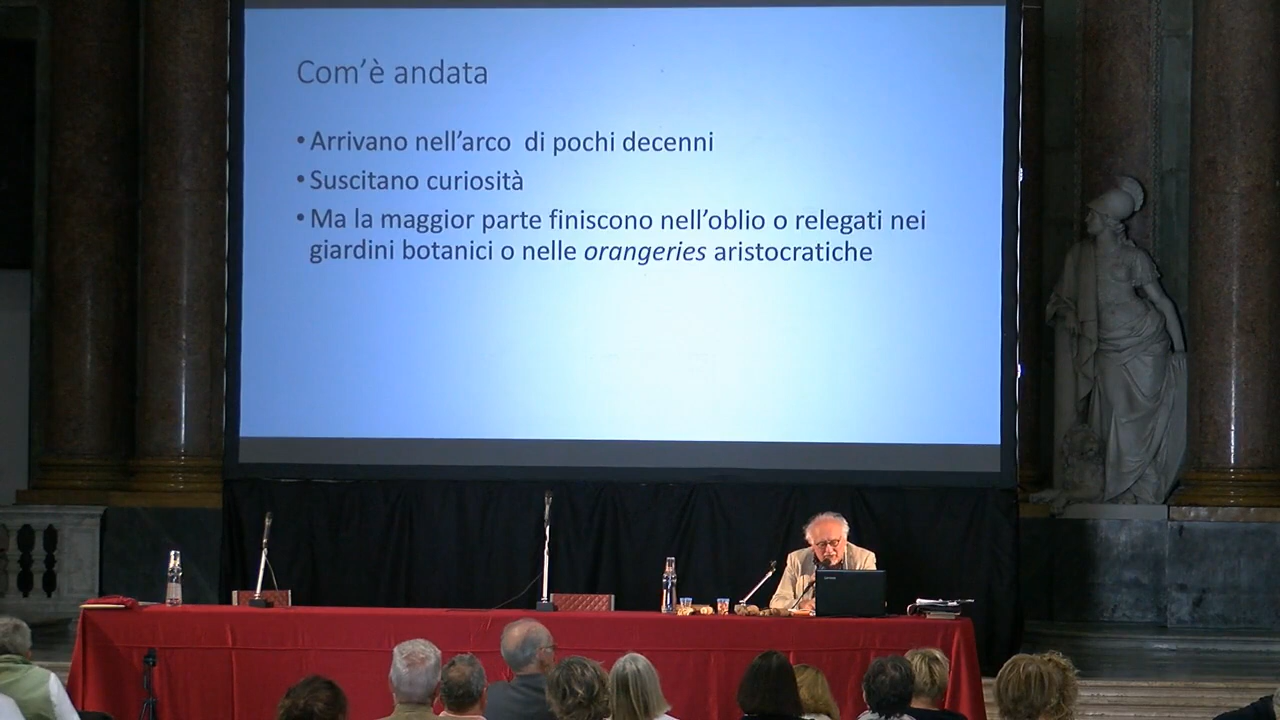 Com'è andata
• Arrivano nell'arco di pochi decenni
• Suscitano curiosità
• Ma la maggior parte finiscono nell'oblio o relegati nei
giardini botanici o nelle orangeries aristocratiche